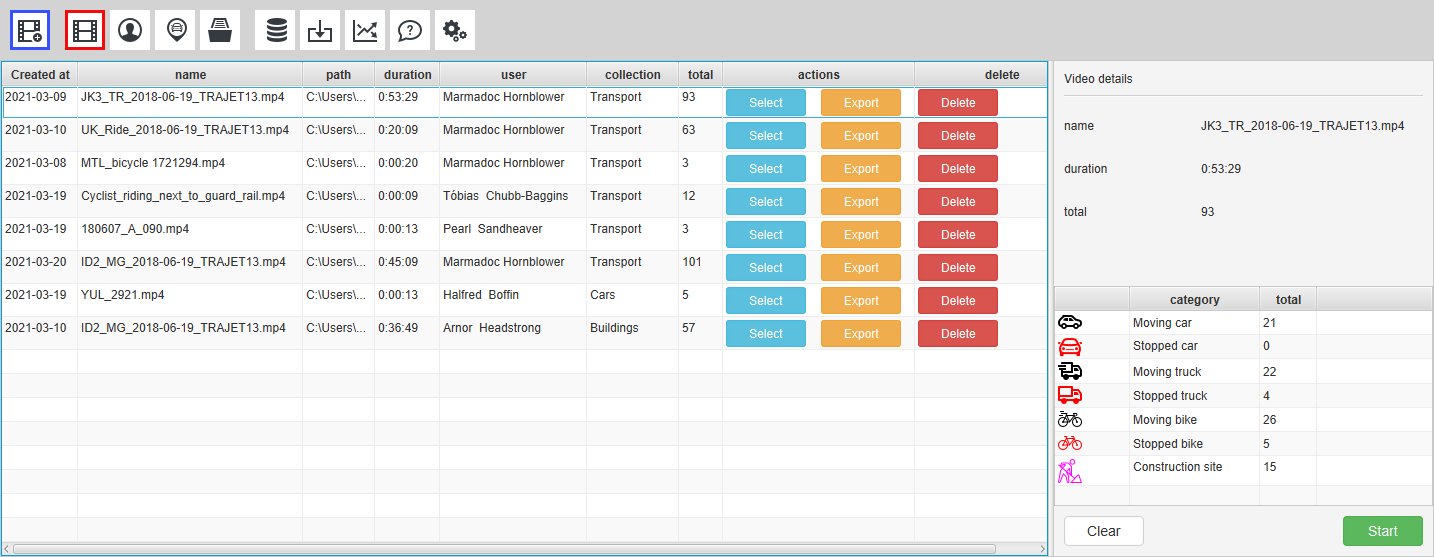 Created at name path duration user collection total actions delete
2021-03-09 JK3_TR_2018-06-19_TRAJET13.mp4 C:\Users\... 0:53:29 Marmadoc Hornblower Transport 93 Select Export Delete
2021-03-10 UK_Ride_2018-06-19_TRAJET13.mp4 C:\Users\... 0:20:09 Marmadoc Hornblower Transport 63 Select Export Delete
2021-03-08 MTL_bicycle 1721294.mp4 C:\Users\... 0:00:20 Marmadoc Hornblower Transport 3 Select Export Delete
2021-03-19 Cyclist_riding_next_to_guard_rail.mp4 C:\Users\... 0:00:09 Tóbias Chubb-Baggins Transport 12 Select Export Delete
2021-03-19 180607_A_090.mp4 C:\Users\... 0:00:13 Pearl Sandheaver Transport 3 Select Export Delete
2021-03-20 ID2_MG_2018-06-19_TRAJET13.mp4 C:\Users\... 0:45:09 Marmadoc Hornblower Transport 101 Select Export Delete
2021-03-19 YUL_2921.mp4 C:\Users\... 0:00:13 Halfred Boffin Cars 5 Select Export Delete
2021-03-10 ID2_MG_2018-06-19_TRAJET13.mp4 C:\Users\... 0:36:49 Arnor Headstrong Buildings 57 Select Export Delete
Video details
name JK3_TR_2018-06-19_TRAJET13.mp4
duration 0:53:29
total 93
category total
Moving car 21
Stopped car 0
Moving truck 22
Stopped truck 4
Moving bike 26
Stopped bike 5
Construction site 15
Clear Start